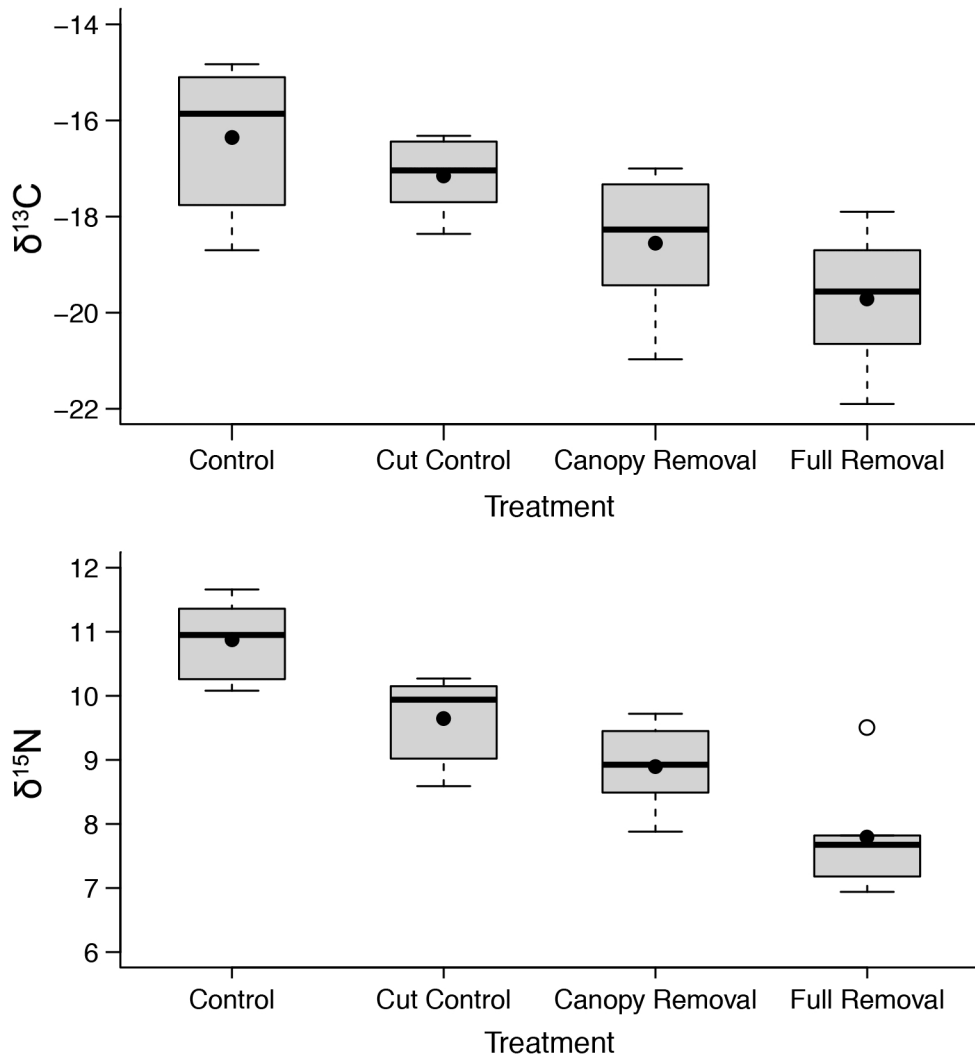 δ¹³C
−14
−16
−18
−20
−22
Control Cut Control Canopy Removal Full Removal
Treatment
δ¹⁵N
12
11
10
9
8
7
6
Control Cut Control Canopy Removal Full Removal
Treatment